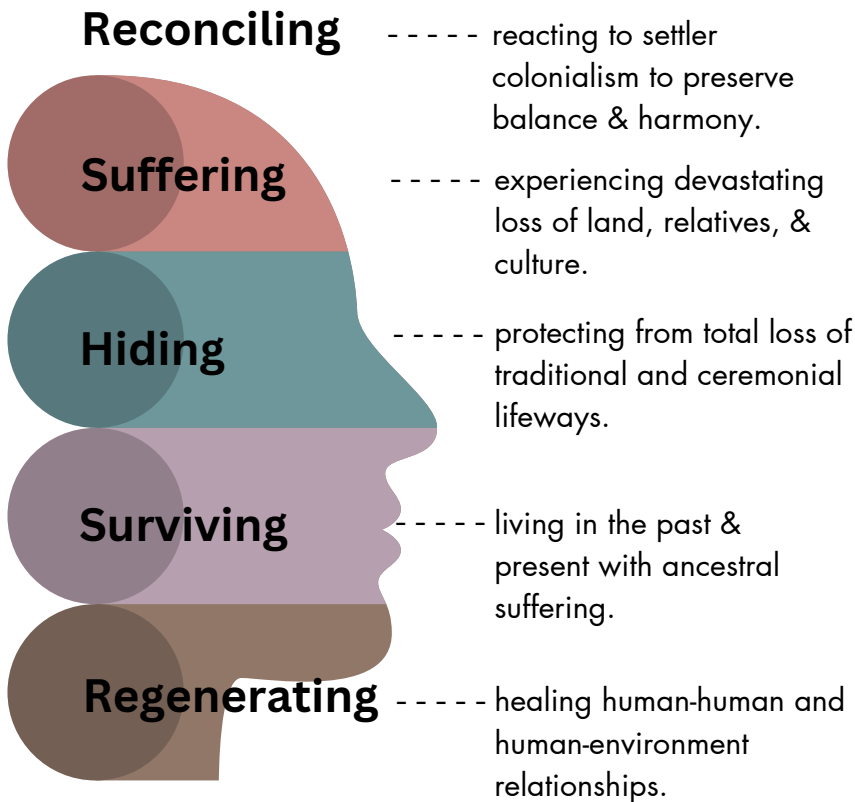 Reconciling - - - - - reacting to settler
colonialism to preserve
balance & harmony.
Suffering - - - - - experiencing devastating
loss of land, relatives, &
culture.
Hiding - - - - - protecting from total loss of
traditional and ceremonial
lifeways.
Surviving - - - - - living in the past &
present with ancestral
suffering.
Regenerating - - - - - healing human-human and
human-environment
relationships.